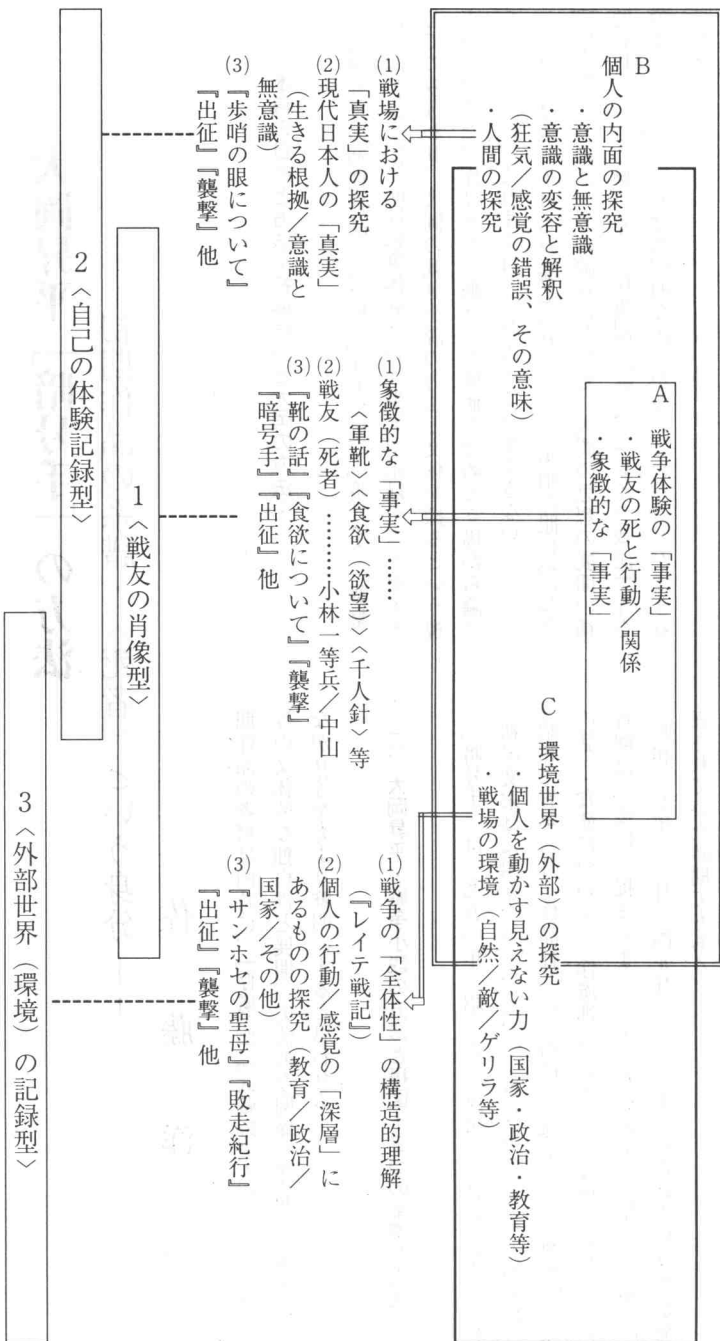 B
個人の内面の探究
・意識と無意識
・意識の変容と解釈
(狂気/感覚の錯誤、その意味)
・人間の探究
A 戦争体験の「事実」
・戦友の死と行動/関係
・象徴的な「事実」
C 環境世界(外部)の探究
・個人を動かす見えない力(国家・政治・教育等)
・戦場の環境(自然/敵/ゲリラ等)
(1) 戦場における
「真実」の探究
(2) 現代日本人の「真実」
(生きる根拠/意識と
無意識)
(3) 『歩哨の眼について』
『出征』『襲撃』他
(1) 象徴的な「事実」……
〈軍靴〉〈食欲(欲望)〉〈千人針〉等
(2) 戦友(死者)………小林一等兵/中山
(3) 『靴の話』『食欲について』『襲撃』
『暗号手』『出征』他
(1) 戦争の「全体性」の構造的理解
(『レイテ戦記』)
(2) 個人の行動/感覚の「深層」に
あるものの探究(教育/政治/
国家/その他)
(3) 『サンホセの聖母』『敗走紀行』
『出征』『襲撃』他
1〈戦友の肖像型〉
2〈自己の体験記録型〉
3〈外部世界(環境)の記録型〉